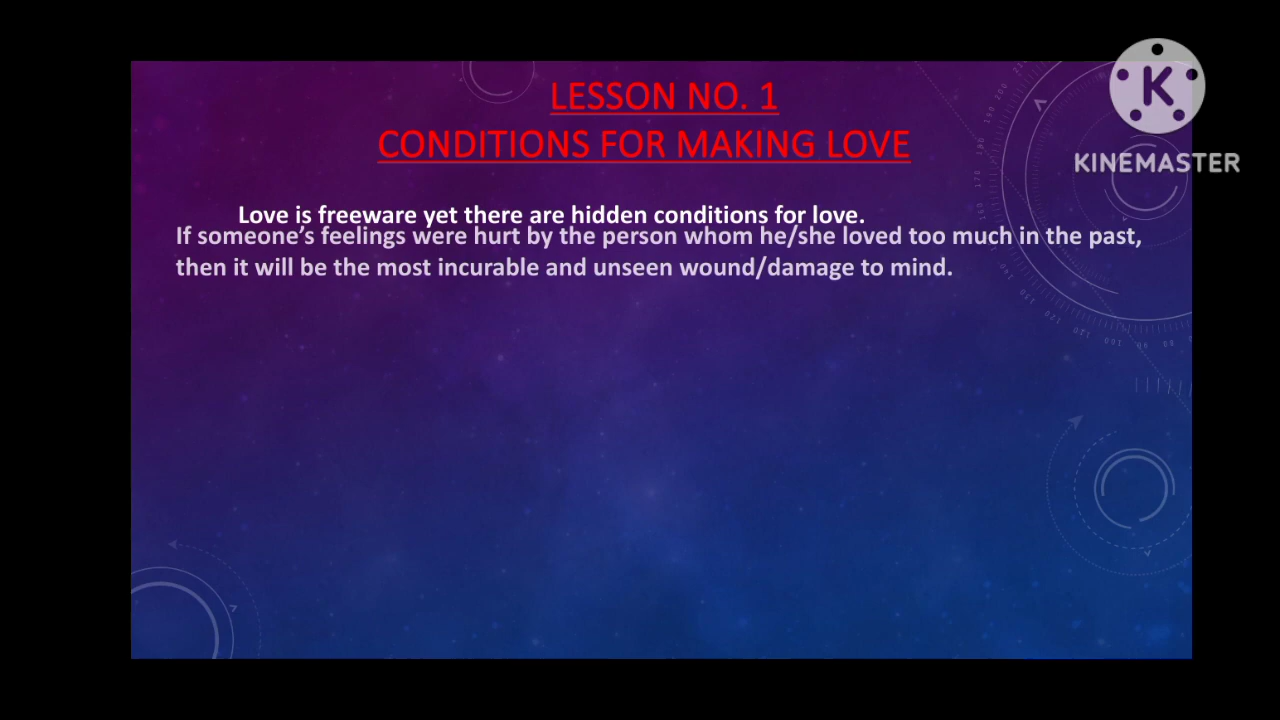 LESSON NO. 1
CONDITIONS FOR MAKING LOVE
K
KINEMASTER
Love is freeware yet there are hidden conditions for love.
If someone’s feelings were hurt by the person whom he/she loved too much in the past,
then it will be the most incurable and unseen wound/damage to mind.